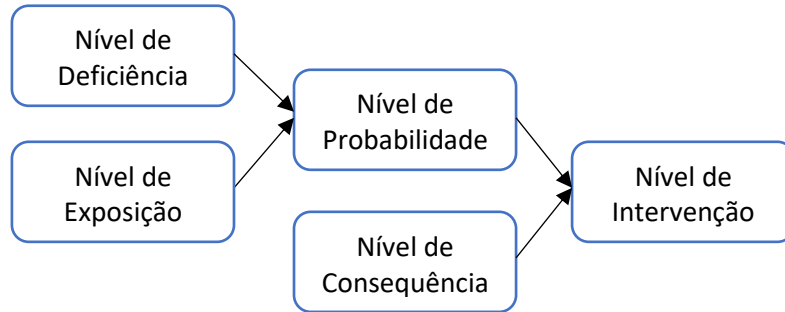 Nível de
Deficiência
Nível de
Exposição
Nível de
Probabilidade
Nível de
Consequência
Nível de
Intervenção